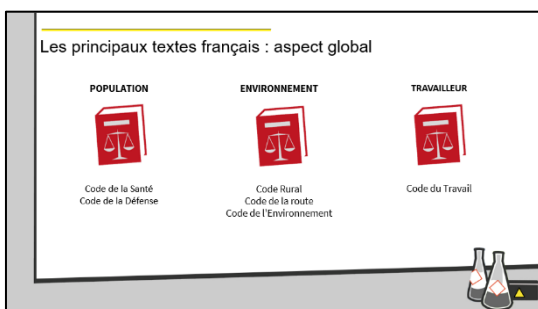 Les principaux textes français : aspect global
POPULATION
Code de la Santé
Code de la Défense
ENVIRONNEMENT
Code Rural
Code de la route
Code de l'Environnement
TRAVAILLEUR
Code du Travail